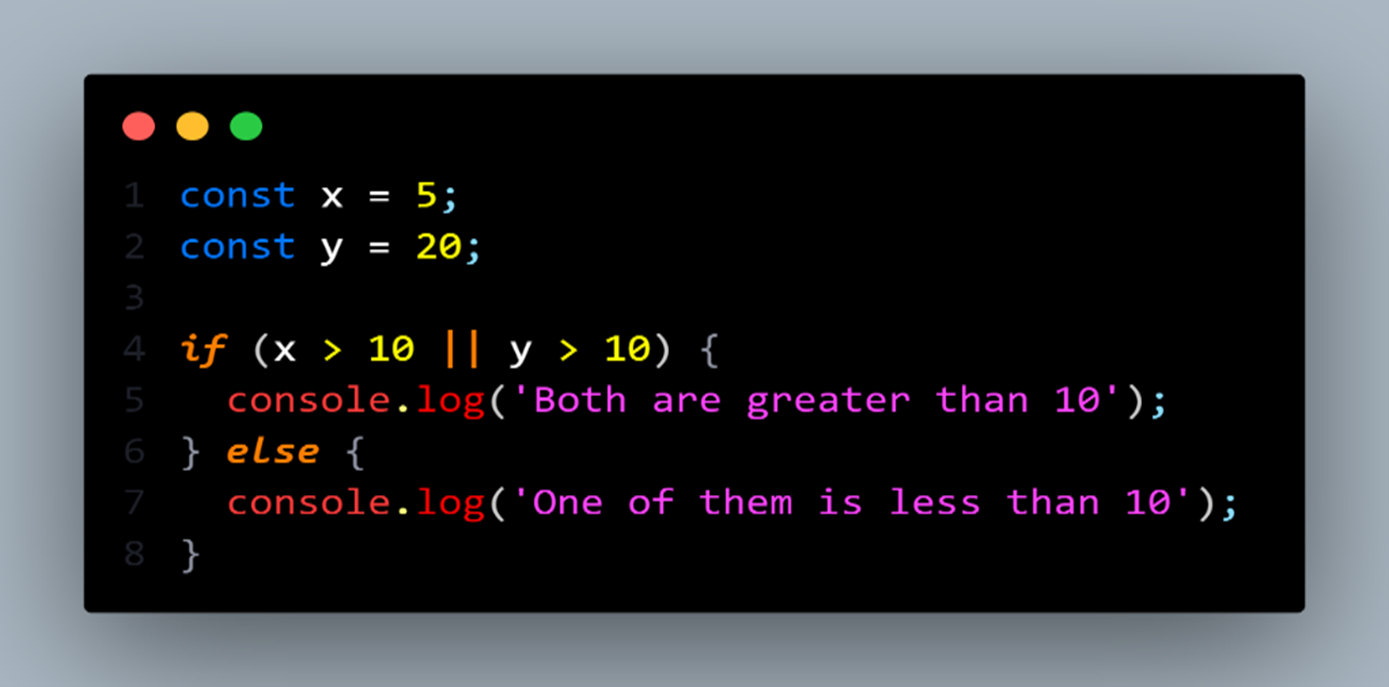 1 const x = 5;
2 const y = 20;
3
4 if (x > 10 || y > 10) {
5   console.log('Both are greater than 10');
6 } else {
7   console.log('One of them is less than 10');
8 }